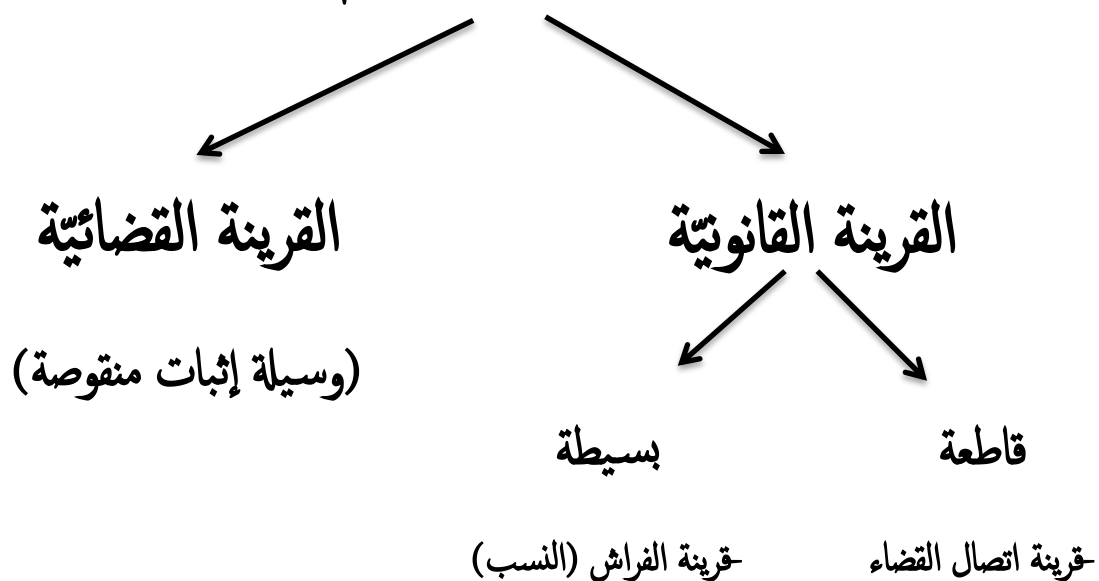 القرينة القانونيّة
القرينة القضائيّة
(وسيلة إثبات منقوصة)
قاطعة
بسيطة
-قرينة اتصال القضاء
-قرينة الفراش (النسب)